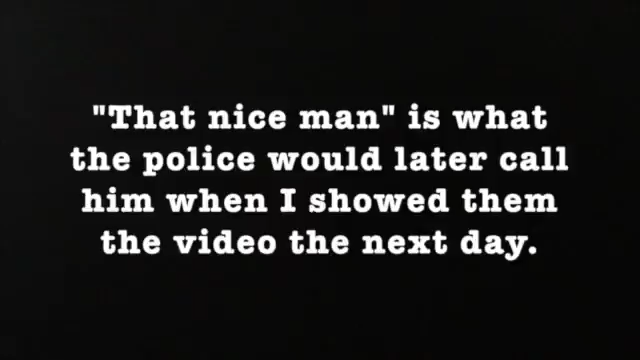 "That nice man" is what
the police would later call
him when I showed them
the video the next day.